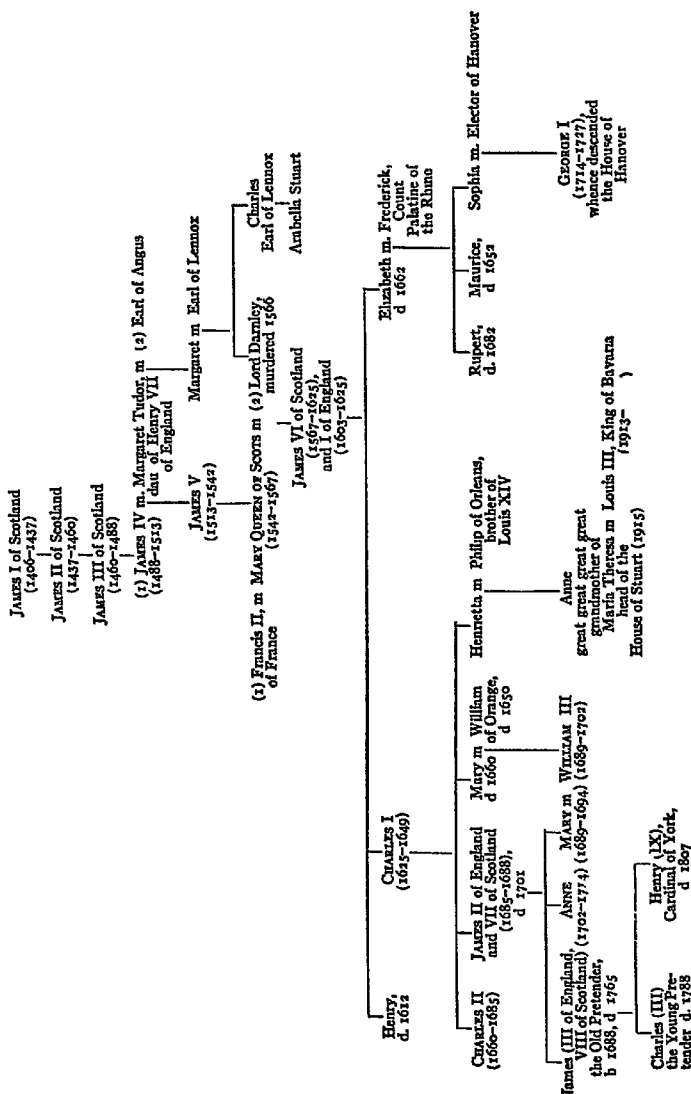 JAMES I of Scotland
(1406–1437)
JAMES II of Scotland
(1437–1460)
JAMES III of Scotland
(1460–1488)
(1) JAMES IV m. Margaret Tudor, m (2) Earl of Angus
(1488–1513) dau of Henry VII
of England
JAMES V
(1513–1542)
Margaret m Earl of Lennox
(1) Francis II, m MARY QUEEN OF SCOTS m (2) Lord Darnley,
of France (1542–1567) murdered 1566
Charles
Earl of Lennox
Arabella Stuart
JAMES VI of Scotland
(1567–1625),
and I of England
(1603–1625)
Henry,
d. 1612
CHARLES I
(1625–1649)
Elizabeth m. Frederick,
d 1662 Count
Palatine of
the Rhine
CHARLES II
(1660–1685)
JAMES II of England
and VII of Scotland
(1685–1688),
d 1701
Mary m William
d 1660 of Orange,
d 1650
Henrietta m Philip of Orleans,
brother of
Louis XIV
Rupert,
d. 1682
Maurice,
d 1652
Sophia m. Elector of Hanover
James (III of England,
VIII of Scotland)
the Old Pretender,
b 1688, d 1765
ANNE
(1702–1714)
MARY m WILLIAM III
(1689–1694) (1689–1702)
Anne
great great great great
grandmother of
Maria Theresa m Louis III, King of Bavaria
head of the (1913– )
House of Stuart (1915)
GEORGE I
(1714–1727),
whence descended
the House of
Hanover
Charles (III)
the Young Pre-
tender d. 1788
Henry (IX),
Cardinal of York,
d 1807